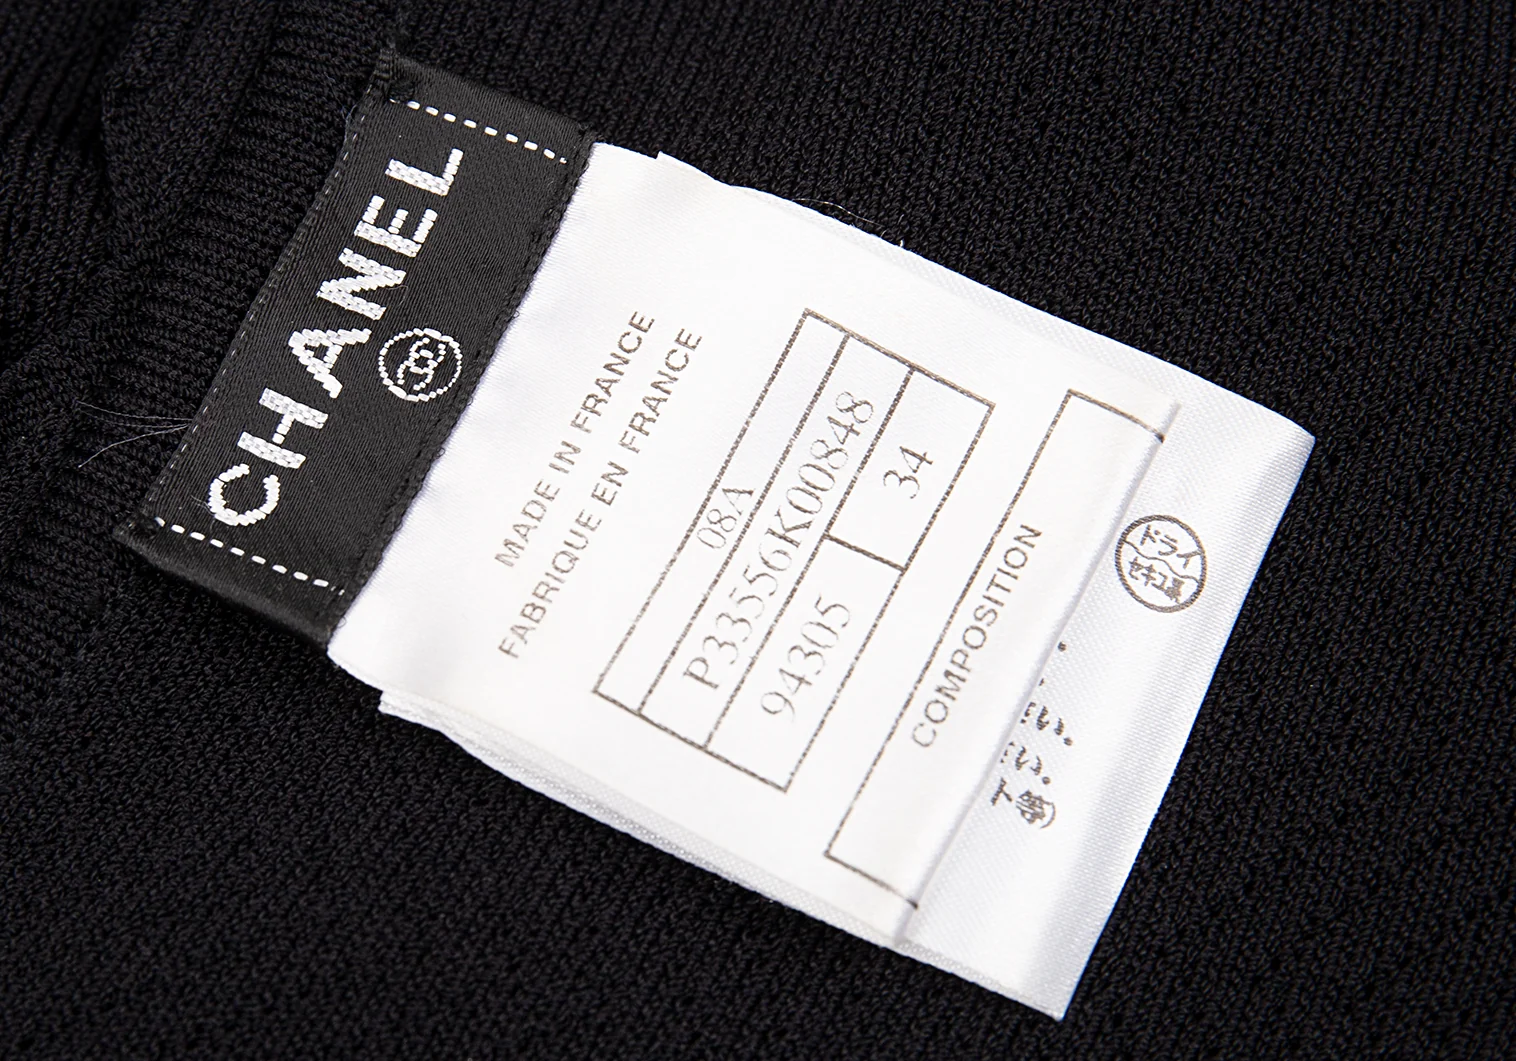 CHANEL
MADE IN FRANCE
FABRIQUE EN FRANCE
08A
P33556K00848
94305 34
COMPOSITION
ドライ